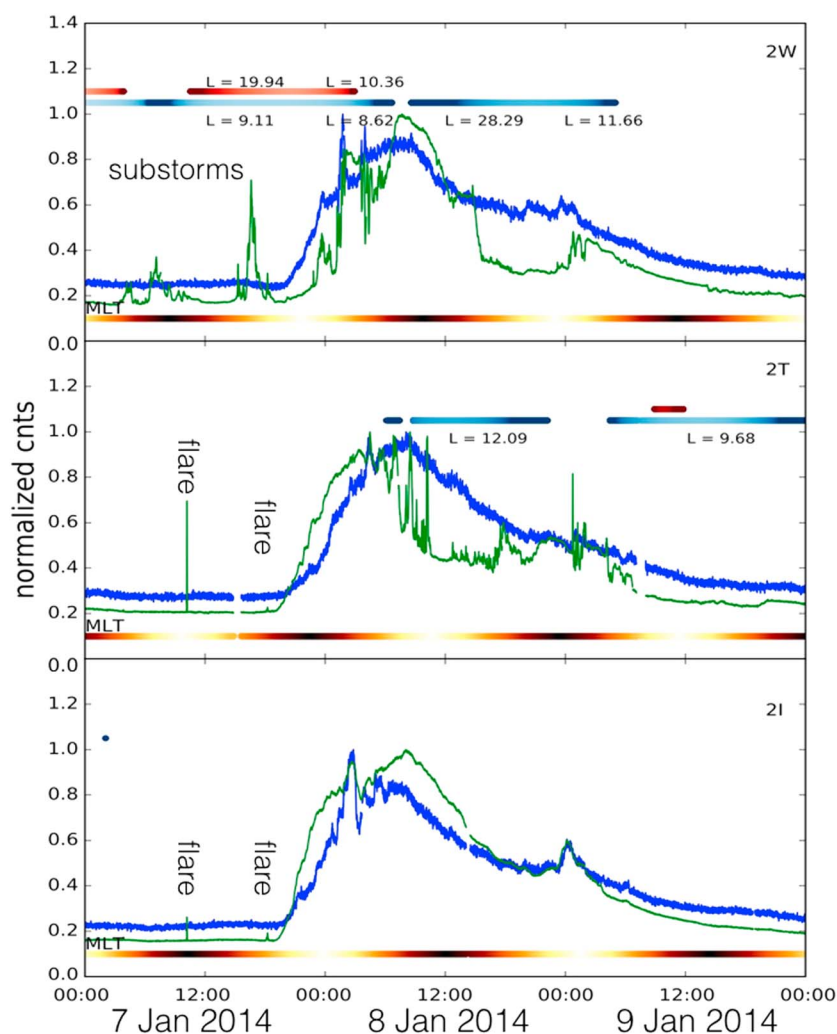 1.4
2W
1.2
L = 19.94 L = 10.36
1.0
L = 9.11 L = 8.62 L = 28.29 L = 11.66
0.8
substorms
0.6
0.4
0.2
MLT
0.0
2T
1.2
1.0
L = 12.09 L = 9.68
flare
0.8
flare
0.6
0.4
0.2
MLT
normalized cnts
0.0
2I
1.2
1.0
0.8
0.6
flare flare
0.4
0.2
MLT
0.0
00:00 12:00 00:00 12:00 00:00 12:00 00:00
7 Jan 2014 8 Jan 2014 9 Jan 2014